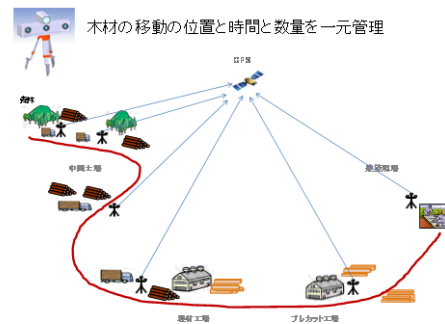 木材の移動の位置と時間と数量を一元管理
GPS
森林
中間土場
建築現場
製材工場
プレカット工場